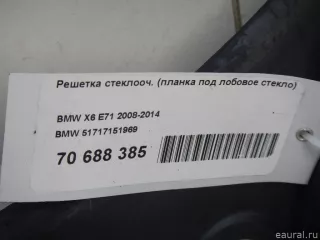 Решетка стеклооч. (планка под лобовое стекло)
BMW X6 E71 2008-2014
BMW 51717151969
70 688 385
eaural.ru